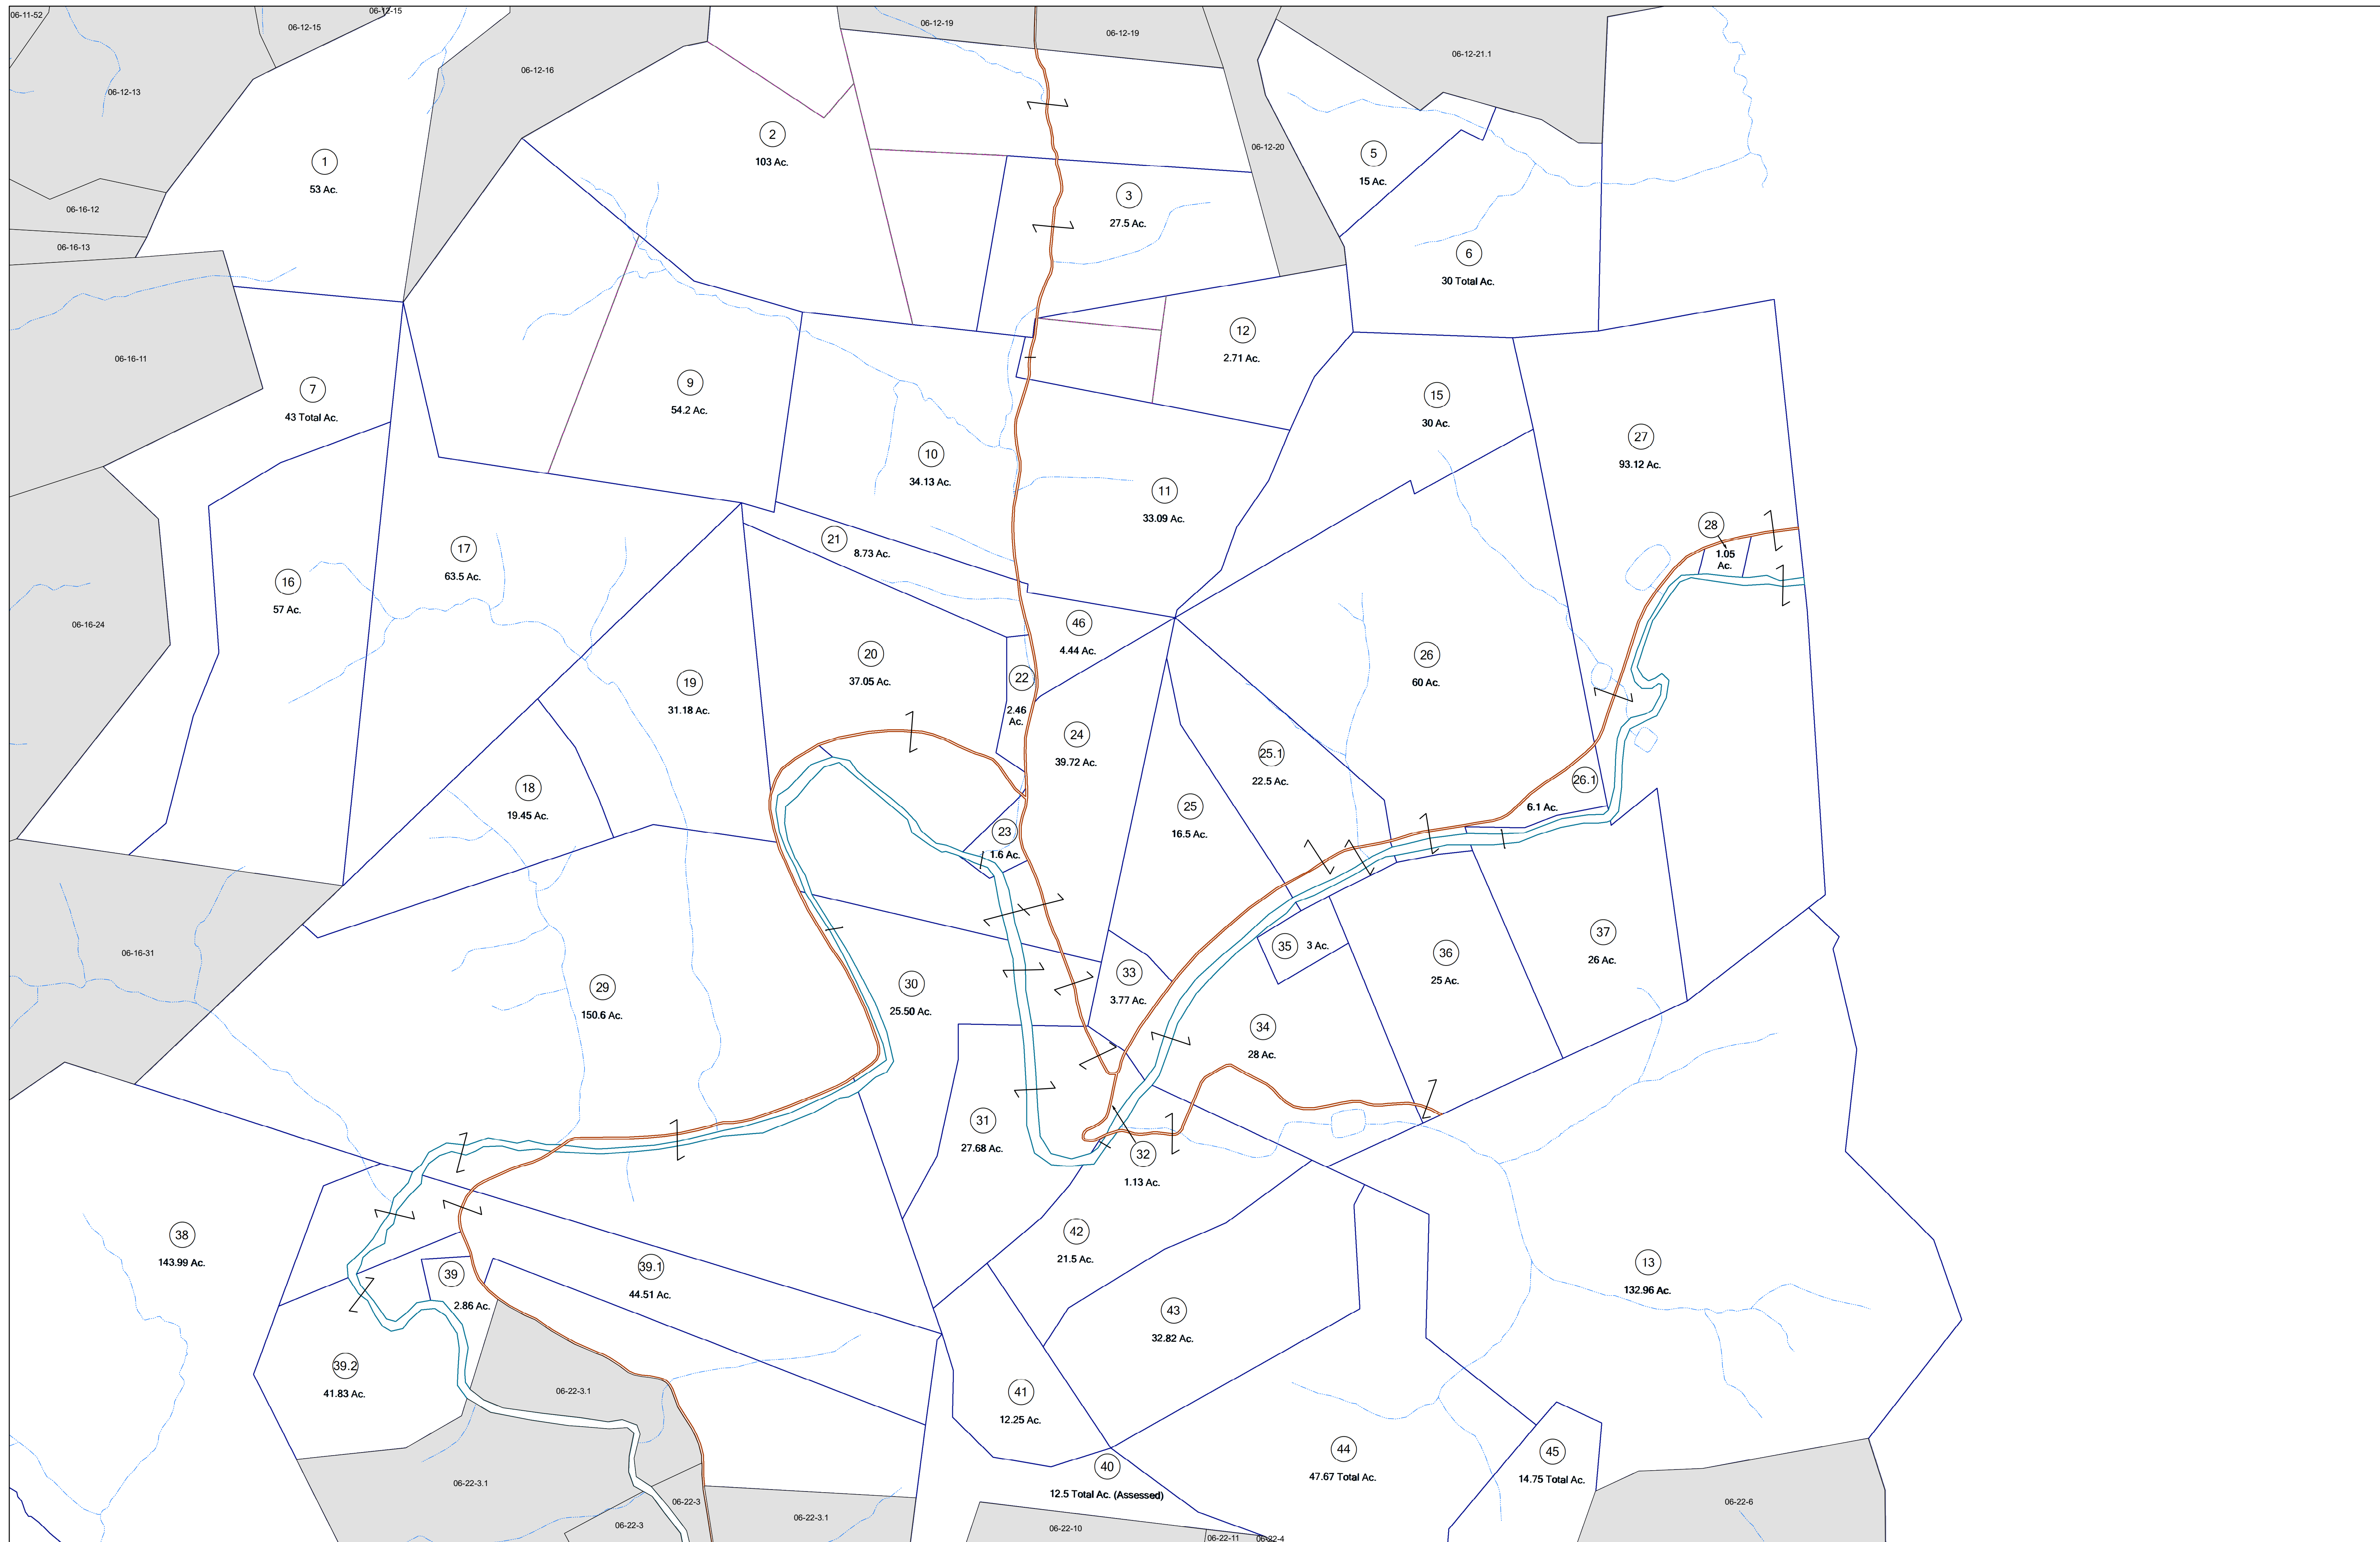 06-11-52
06-12-15
06-12-15
06-12-19
06-12-19
06-12-21.1
06-12-16
06-12-13
06-12-20
06-16-12
06-16-13
1
53 Ac.
2
103 Ac.
3
27.5 Ac.
5
15 Ac.
6
30 Total Ac.
06-16-11
7
43 Total Ac.
9
54.2 Ac.
12
2.71 Ac.
15
30 Ac.
27
93.12 Ac.
10
34.13 Ac.
11
33.09 Ac.
28
1.05
Ac.
21
8.73 Ac.
17
63.5 Ac.
16
57 Ac.
06-16-24
46
4.44 Ac.
20
37.05 Ac.
26
60 Ac.
22
2.46
Ac.
19
31.18 Ac.
24
39.72 Ac.
25.1
22.5 Ac.
26.1
6.1 Ac.
18
19.45 Ac.
25
16.5 Ac.
23
1.6 Ac.
06-16-31
35
3 Ac.
37
26 Ac.
36
25 Ac.
33
3.77 Ac.
30
25.50 Ac.
29
150.6 Ac.
34
28 Ac.
31
27.68 Ac.
32
1.13 Ac.
38
143.99 Ac.
42
21.5 Ac.
13
132.96 Ac.
39.1
44.51 Ac.
39
2.86 Ac.
43
32.82 Ac.
39.2
41.83 Ac.
06-22-3.1
41
12.25 Ac.
44
47.67 Total Ac.
45
14.75 Total Ac.
40
12.5 Total Ac. (Assessed)
06-22-3.1
06-22-3
06-22-6
06-22-3
06-22-3.1
06-22-10
06-22-11
06-22-4